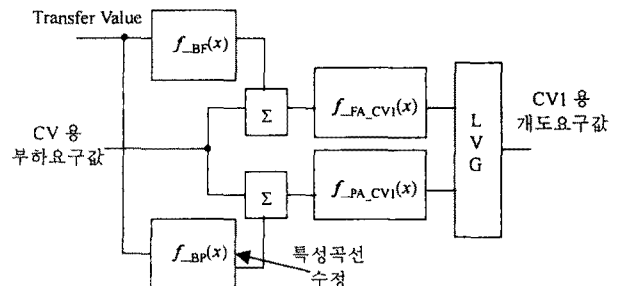 Transfer Value
f_BF(x)
Σ
f_FA_CV1(x)
L
V
G
CV1 용
개도요구값
CV 용
부하요구값
Σ
f_PA_CV1(x)
f_BP(x)
특성곡선
수정